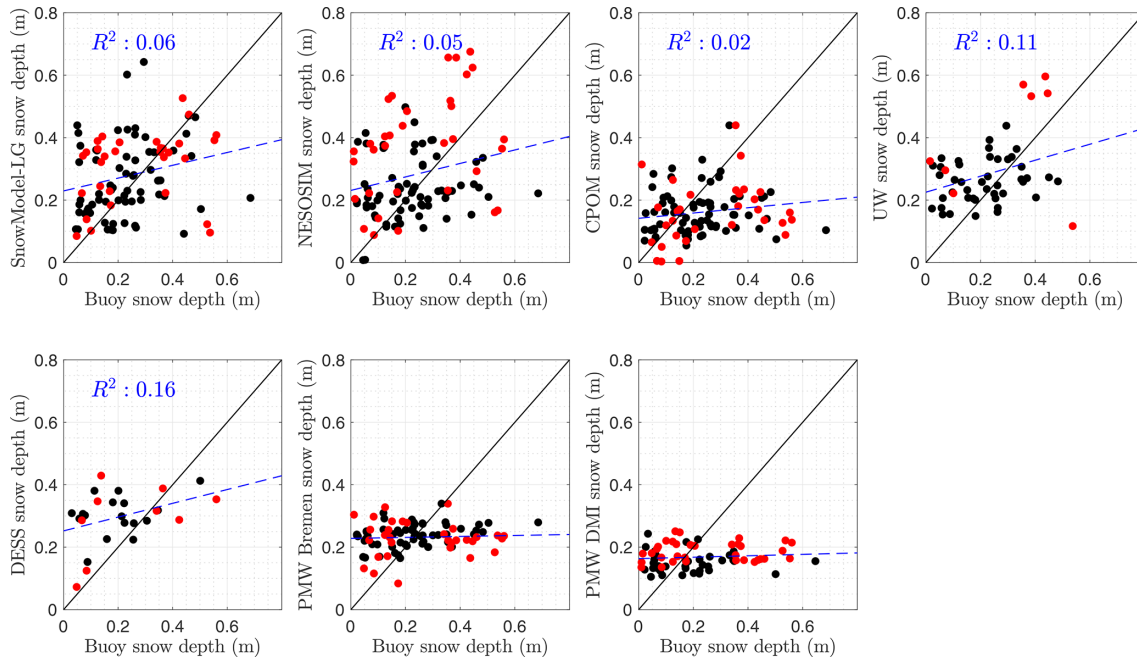 R² : 0.06
SnowModel-LG snow depth (m)
0.8
0.6
0.4
0.2
0
0 0.2 0.4 0.6
Buoy snow depth (m)
R² : 0.05
NESOSIM snow depth (m)
0.8
0.6
0.4
0.2
0
0 0.2 0.4 0.6
Buoy snow depth (m)
R² : 0.02
CPOM snow depth (m)
0.8
0.6
0.4
0.2
0
0 0.2 0.4 0.6
Buoy snow depth (m)
R² : 0.11
UW snow depth (m)
0.8
0.6
0.4
0.2
0
0 0.2 0.4 0.6
Buoy snow depth (m)
R² : 0.16
DESS snow depth (m)
0.8
0.6
0.4
0.2
0
0 0.2 0.4 0.6
Buoy snow depth (m)
PMW Bremen snow depth (m)
0.8
0.6
0.4
0.2
0
0 0.2 0.4 0.6
Buoy snow depth (m)
PMW DMI snow depth (m)
0.8
0.6
0.4
0.2
0
0 0.2 0.4 0.6
Buoy snow depth (m)